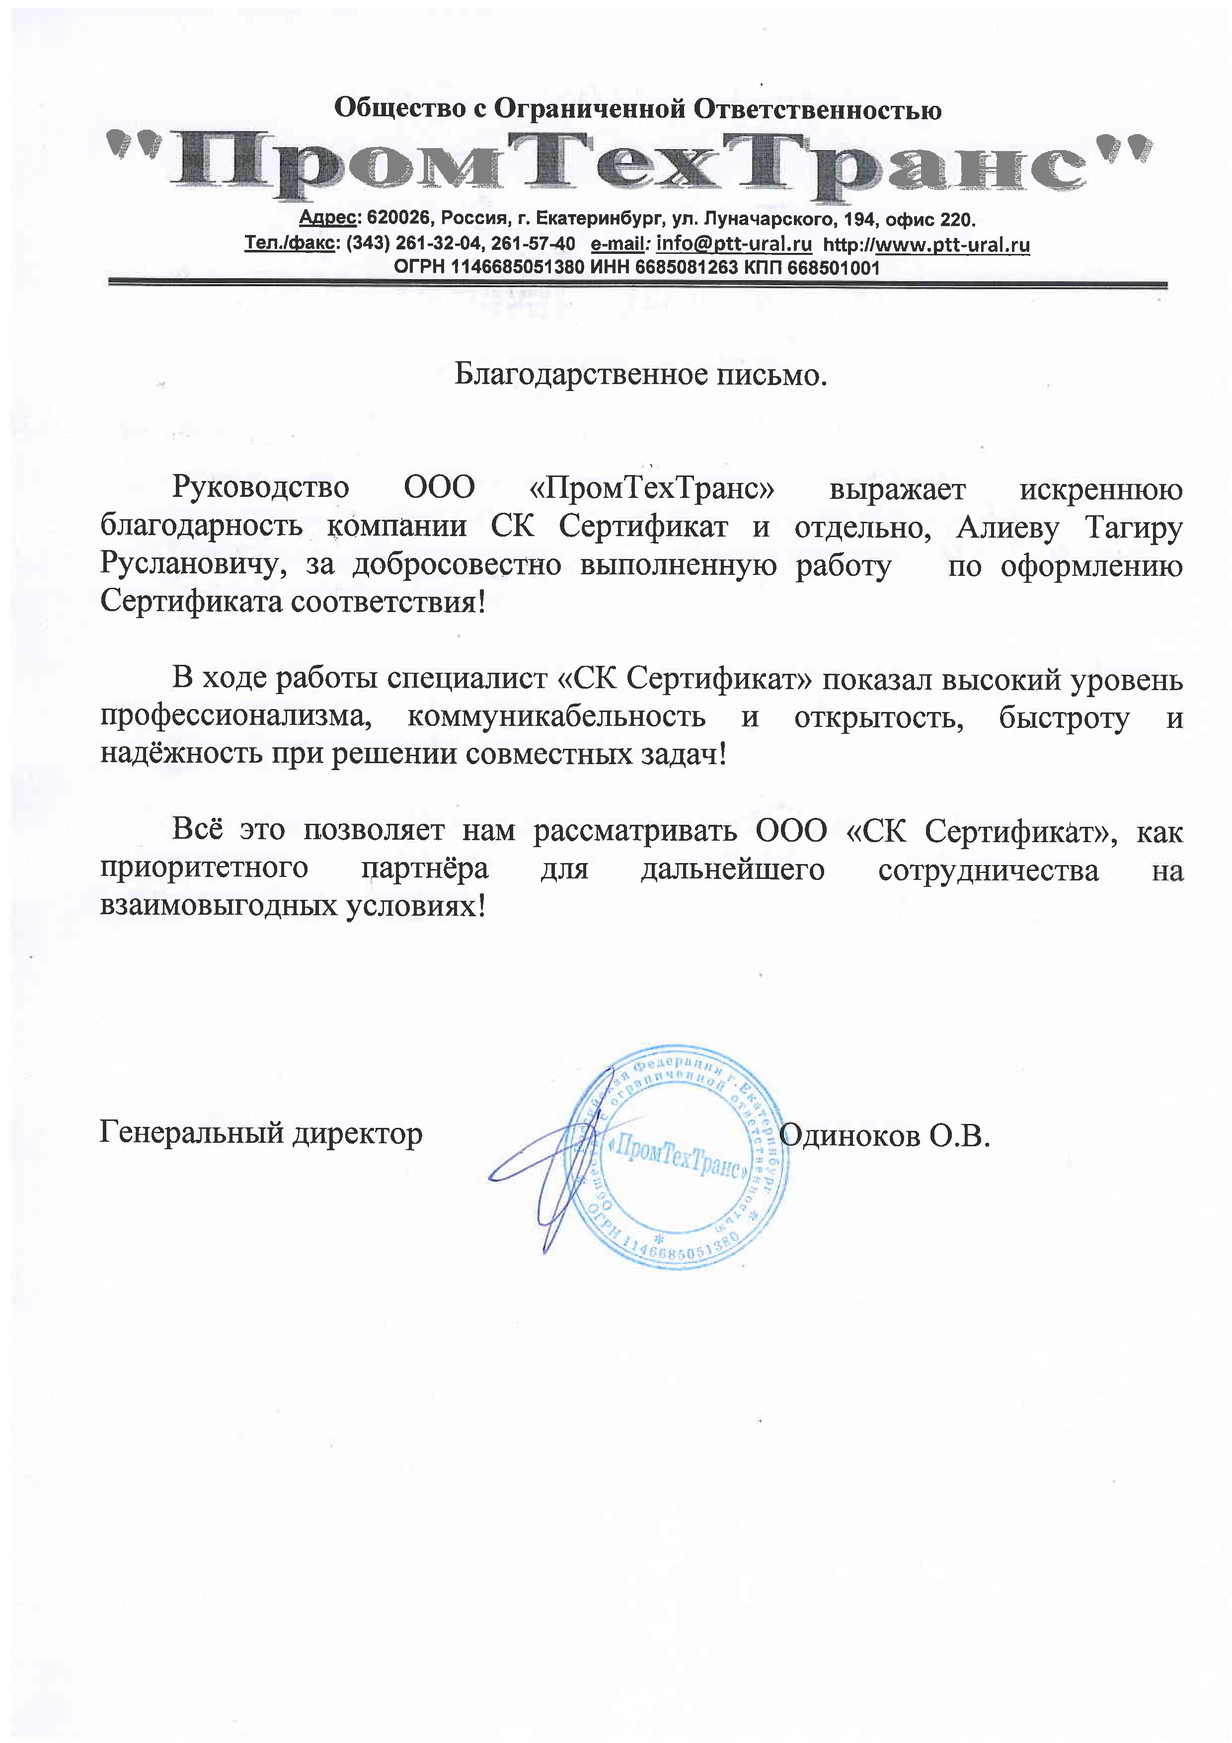 Общество с Ограниченной Ответственностью
"ПромТехТранс"
Адрес: 620026, Россия, г. Екатеринбург, ул. Луначарского, 194, офис 220.
Тел./факс: (343) 261-32-04, 261-57-40 e-mail: info@ptt-ural.ru http://www.ptt-ural.ru
ОГРН 1146685051380 ИНН 6685081263 КПП 668501001
Благодарственное письмо.
Руководство ООО «ПромТехТранс» выражает искреннюю
благодарность компании СК Сертификат и отдельно, Алиеву Тагиру
Руслановичу, за добросовестно выполненную работу по оформлению
Сертификата соответствия!
В ходе работы специалист «СК Сертификат» показал высокий уровень
профессионализма, коммуникабельность и открытость, быстроту и
надёжность при решении совместных задач!
Всё это позволяет нам рассматривать ООО «СК Сертификат», как
приоритетного партнёра для дальнейшего сотрудничества на
взаимовыгодных условиях!
Генеральный директор Одиноков О.В.
Российская Федерация г.Екатеринбург
Общество с ограниченной ответственностью
«ПромТехТранс»
* ОГРН 1146685051380 *